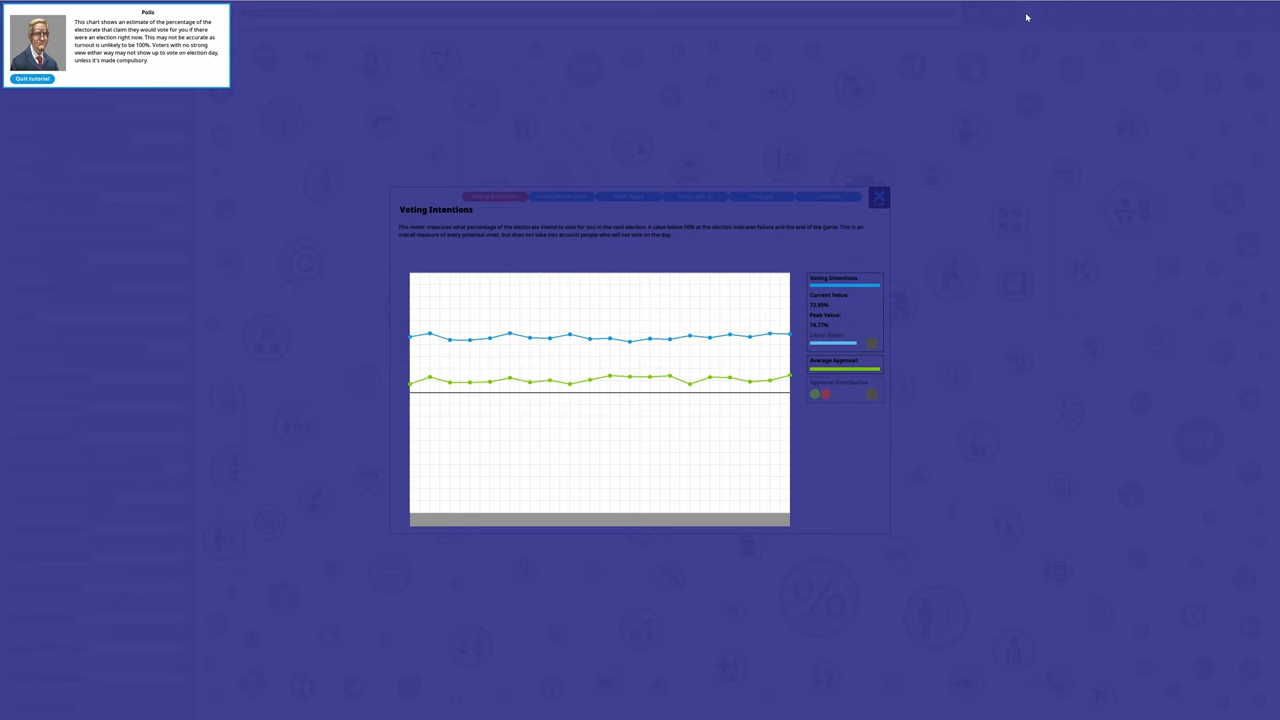 Polls
This chart shows an estimate of the percentage of the
electorate that claim they would vote for you if there
were an election right now. This may not be accurate as
turnout is unlikely to be 100%. Voters with no strong
view either way may not show up to vote on election day,
unless it's made compulsory.
Quit tutorial
Voting Intentions
This meter measures what percentage of the electorate intend to vote for you in the next election. A value below 50% at the election indicates failure and the end of the game. This is an
overall measure of every potential voter, but does not take into account people who will not vote on the day.
Voting Intentions:
Current Value:
72.85%
Peak Value:
74.77%
Likely Values
Average Approval:
Approval Distribution